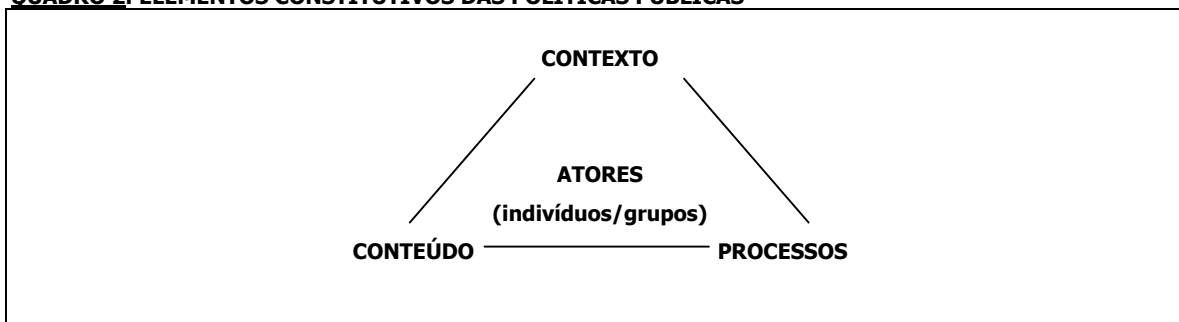 QUADRO 2: ELEMENTOS CONSTITUTIVOS DAS POLÍTICAS PÚBLICAS
CONTEXTO
ATORES
(indivíduos/grupos)
CONTEÚDO PROCESSOS